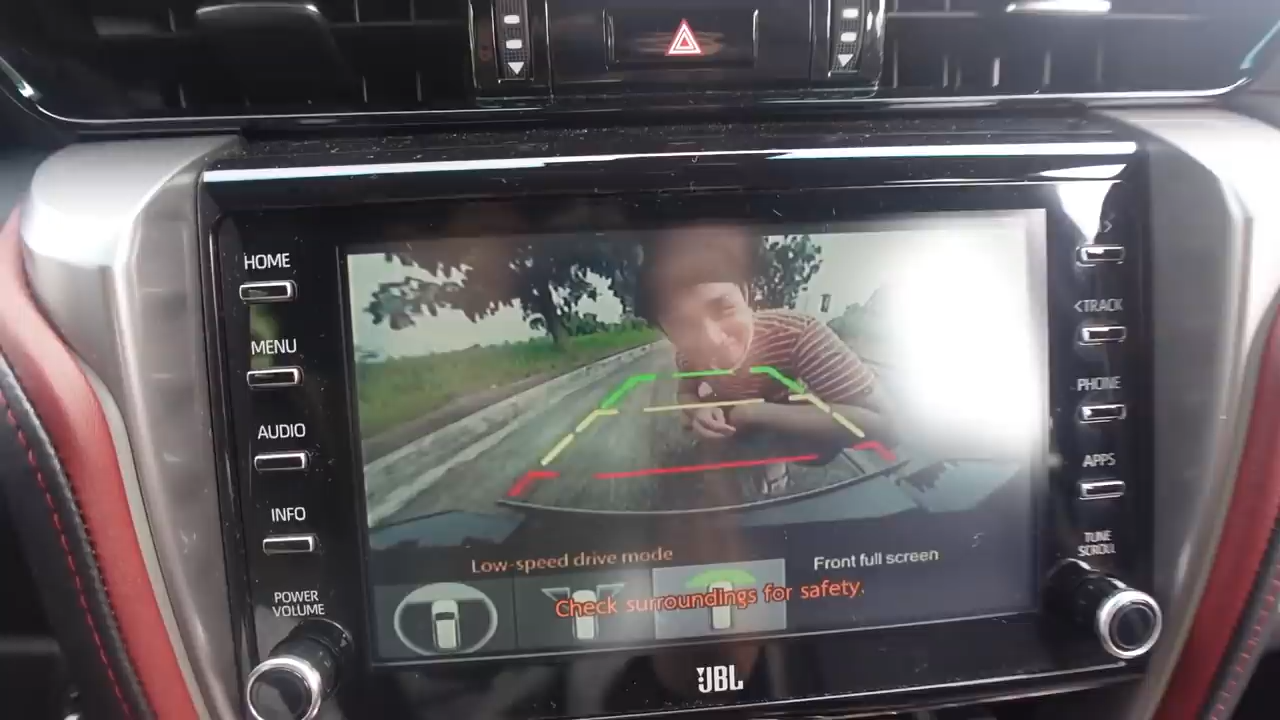 HOME
MENU
AUDIO
INFO
POWER
VOLUME
Low-speed drive mode
Front full screen
Check surroundings for safety.
<TRACK
PHONE
APPS
TUNE
SCROLL
JBL